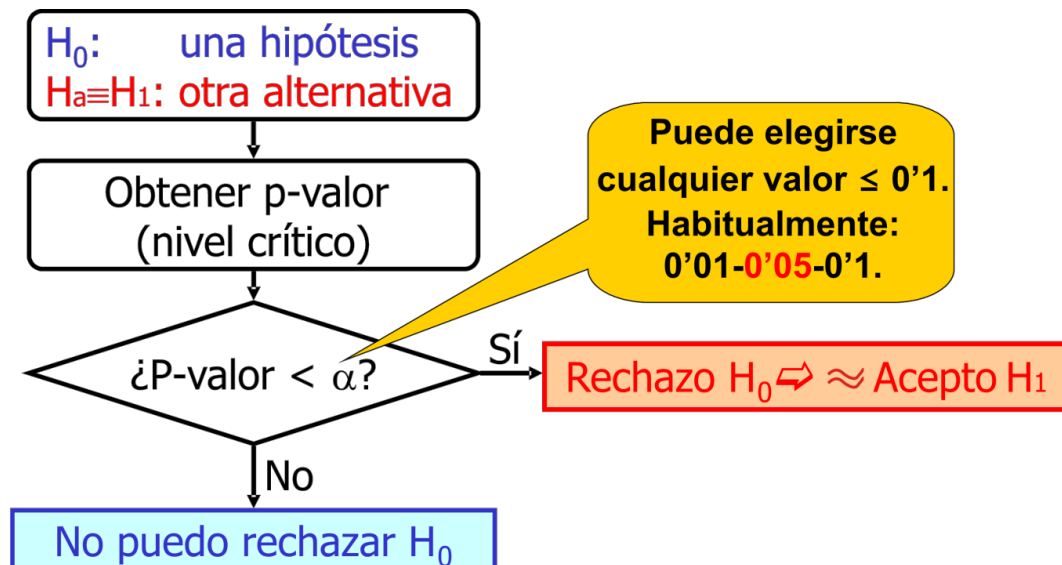 H₀: una hipótesis
Hₐ≡H₁: otra alternativa
Obtener p-valor
(nivel crítico)
Puede elegirse
cualquier valor ≤ 0’1.
Habitualmente:
0’01-0’05-0’1.
¿P-valor < α?
Sí
Rechazo H₀ ⇨ ≈ Acepto H₁
No
No puedo rechazar H₀